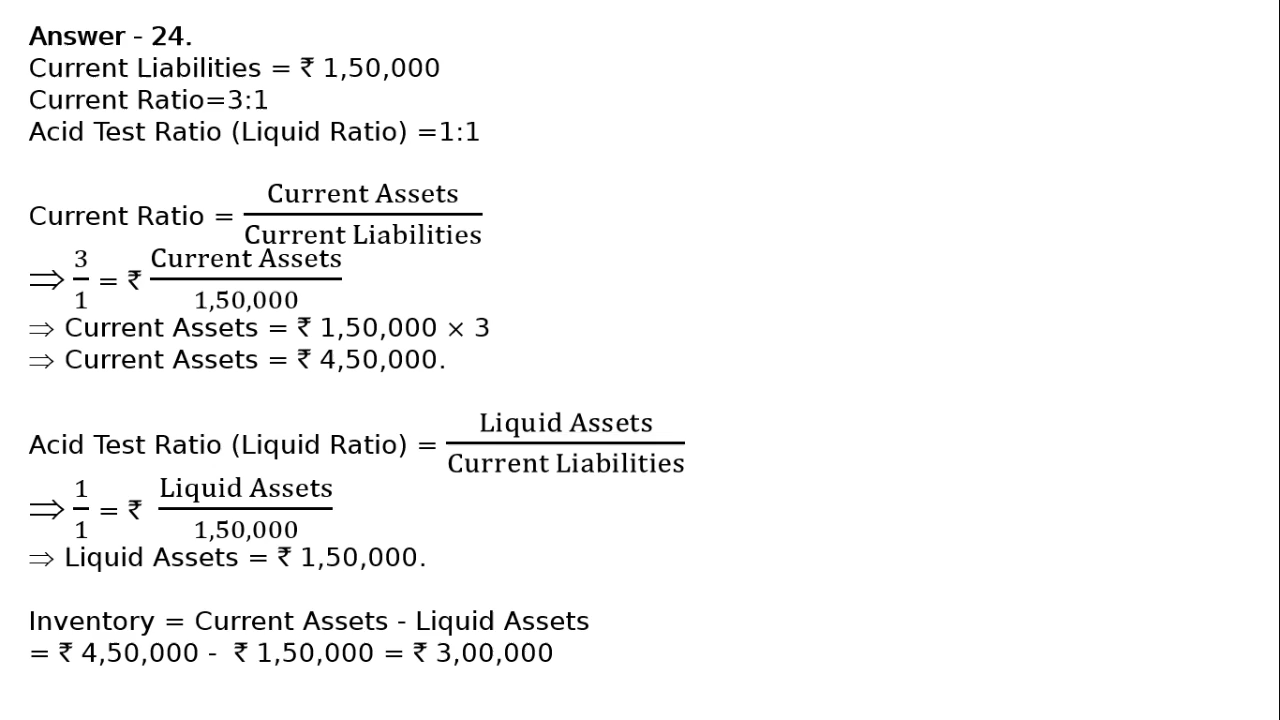 Answer - 24.
Current Liabilities = ₹ 1,50,000
Current Ratio=3:1
Acid Test Ratio (Liquid Ratio) =1:1
Current Ratio = Current Assets / Current Liabilities
⇒ 3/1 = ₹ Current Assets / 1,50,000
⇒ Current Assets = ₹ 1,50,000 × 3
⇒ Current Assets = ₹ 4,50,000.
Acid Test Ratio (Liquid Ratio) = Liquid Assets / Current Liabilities
⇒ 1/1 = ₹ Liquid Assets / 1,50,000
⇒ Liquid Assets = ₹ 1,50,000.
Inventory = Current Assets - Liquid Assets
= ₹ 4,50,000 - ₹ 1,50,000 = ₹ 3,00,000